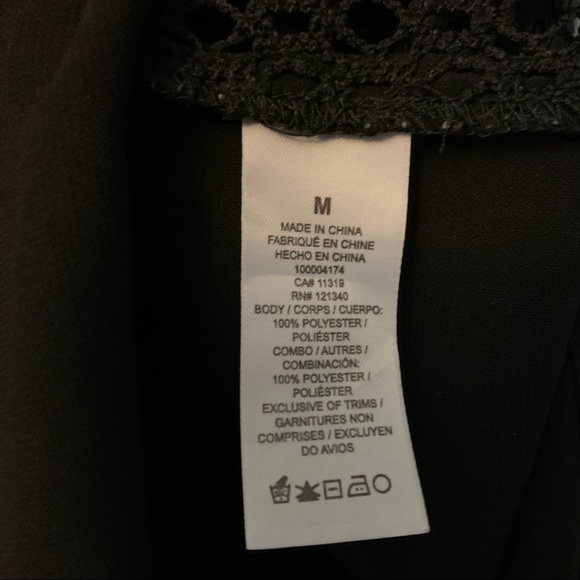 M
MADE IN CHINA
FABRIQUÉ EN CHINE
HECHO EN CHINA
100004174
CA# 11319
RN# 121340
BODY / CORPS / CUERPO:
100% POLYESTER /
POLIÉSTER
COMBO / AUTRES /
COMBINACIÓN:
100% POLYESTER /
POLIÉSTER
EXCLUSIVE OF TRIMS /
GARNITURES NON
COMPRISES / EXCLUYEN
DO AVIOS